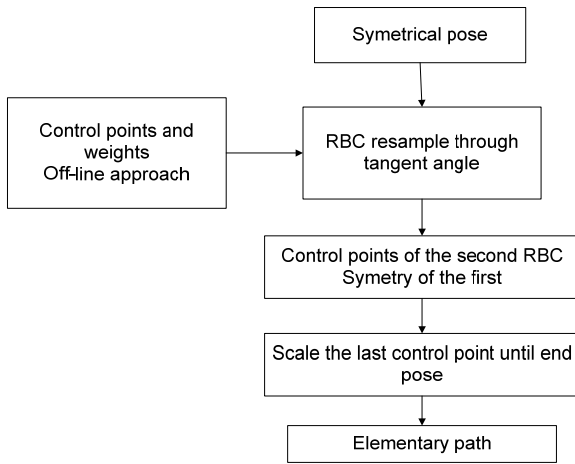 Symetrical pose
Control points and
weights
Off-line approach
RBC resample through
tangent angle
Control points of the second RBC
Symetry of the first
Scale the last control point until end
pose
Elementary path